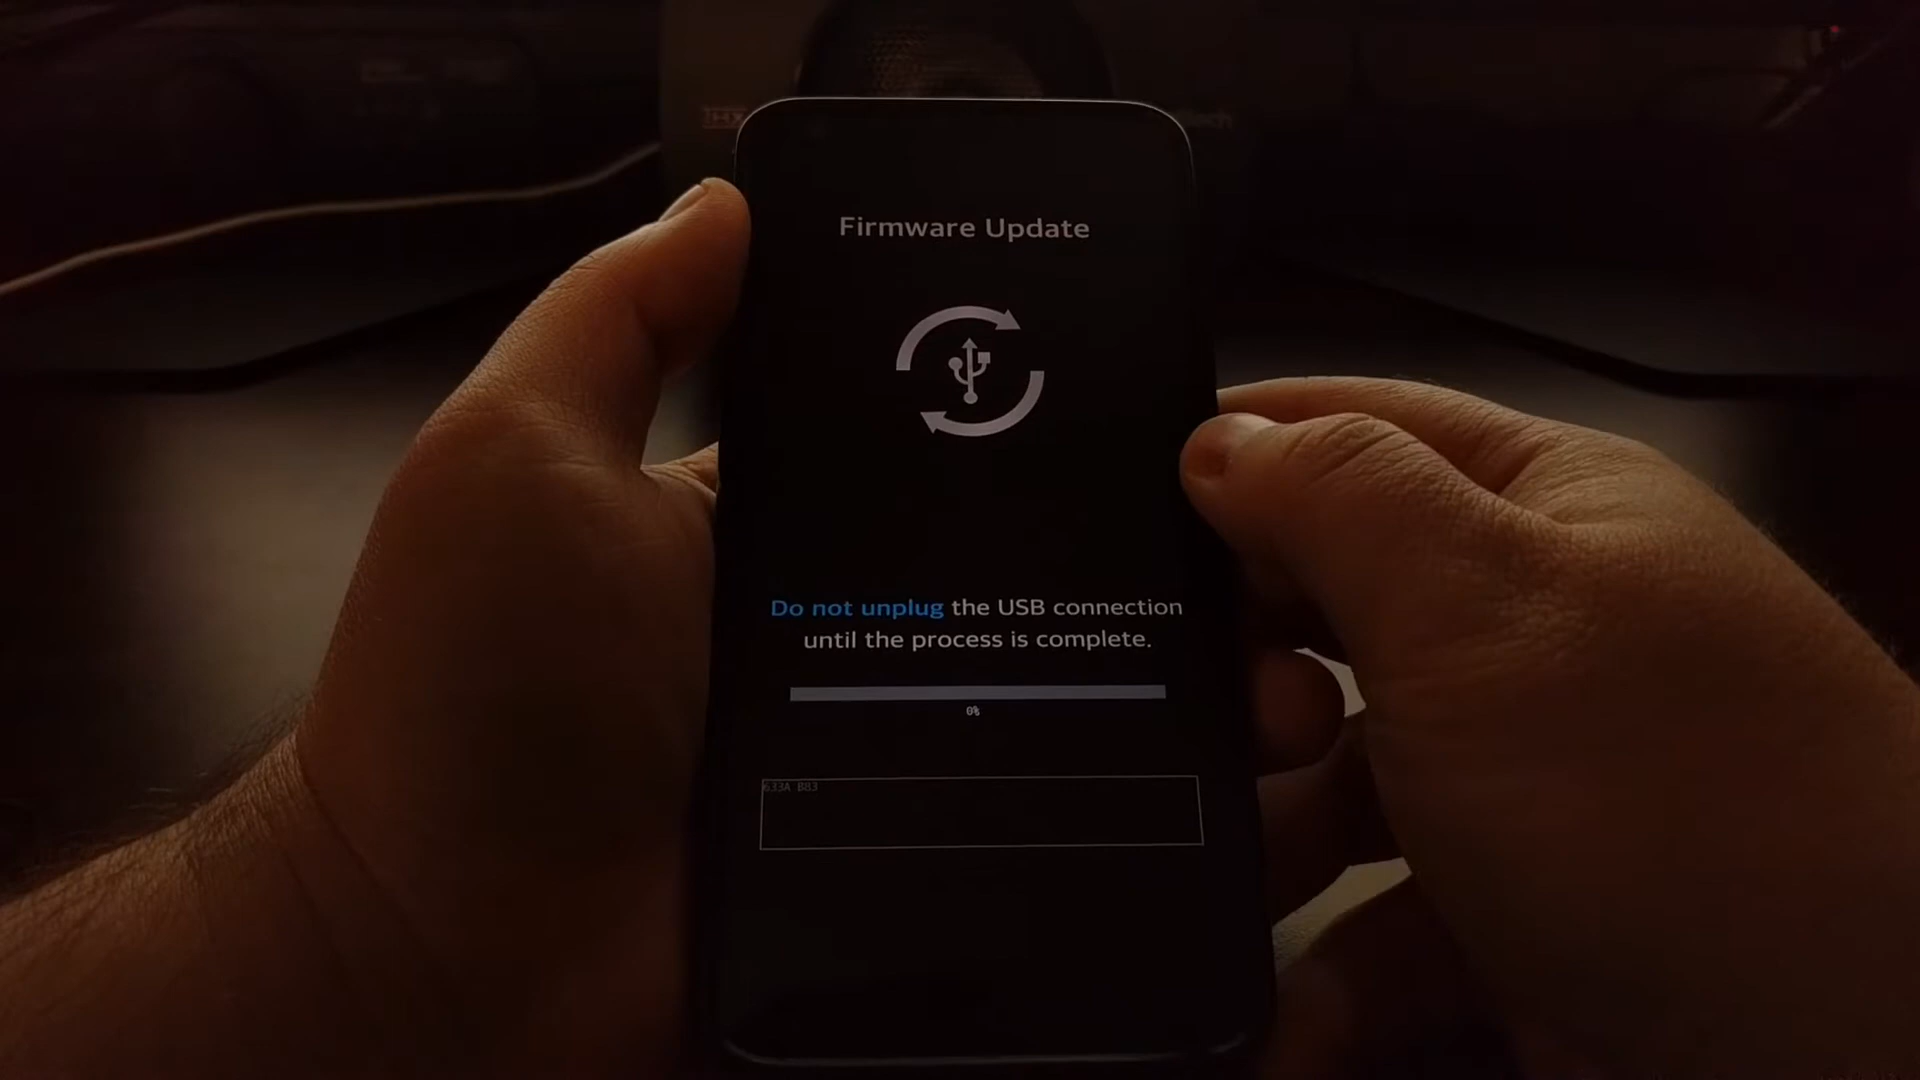 Firmware Update
Do not unplug the USB connection
until the process is complete.
0%
633A B83